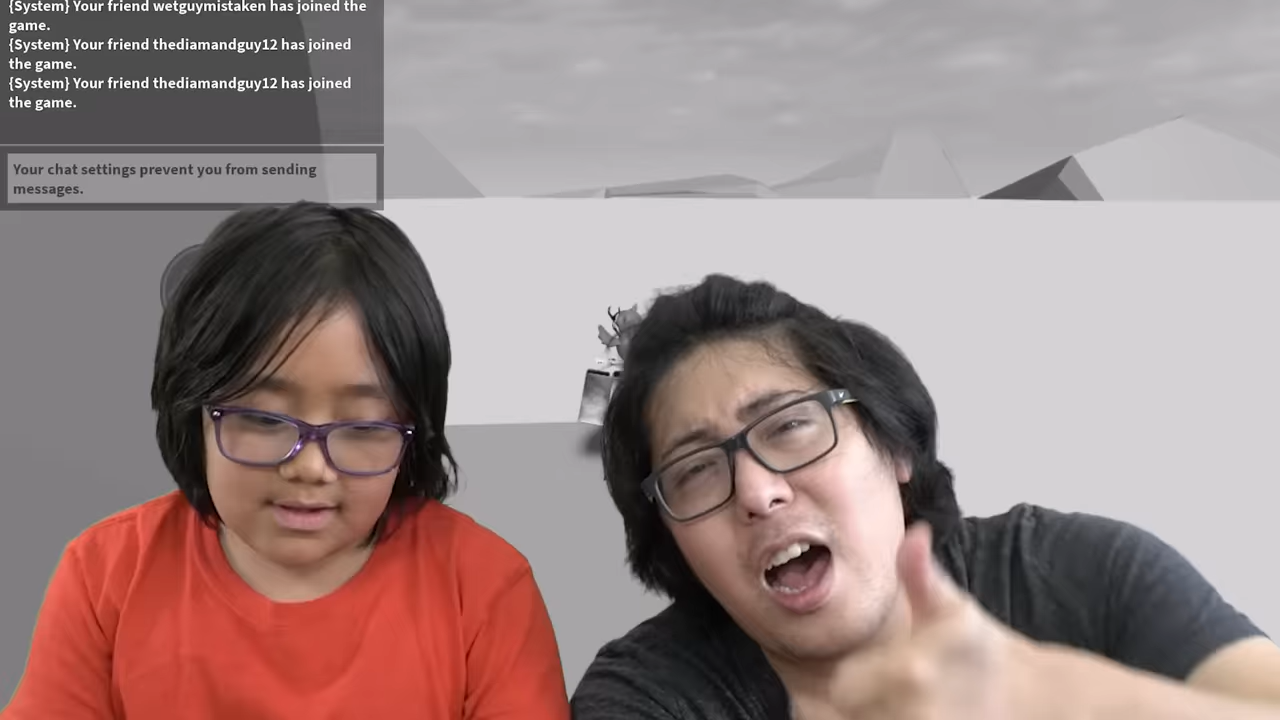 {System} Your friend wetguymistaken has joined the
game.
{System} Your friend thediamandguy12 has joined
the game.
{System} Your friend thediamandguy12 has joined
the game.
Your chat settings prevent you from sending
messages.